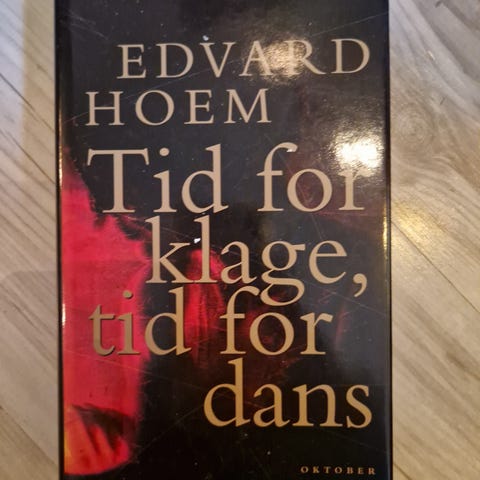 EDVARD
HOEM
Tid for
klage,
tid for
dans
OKTOBER